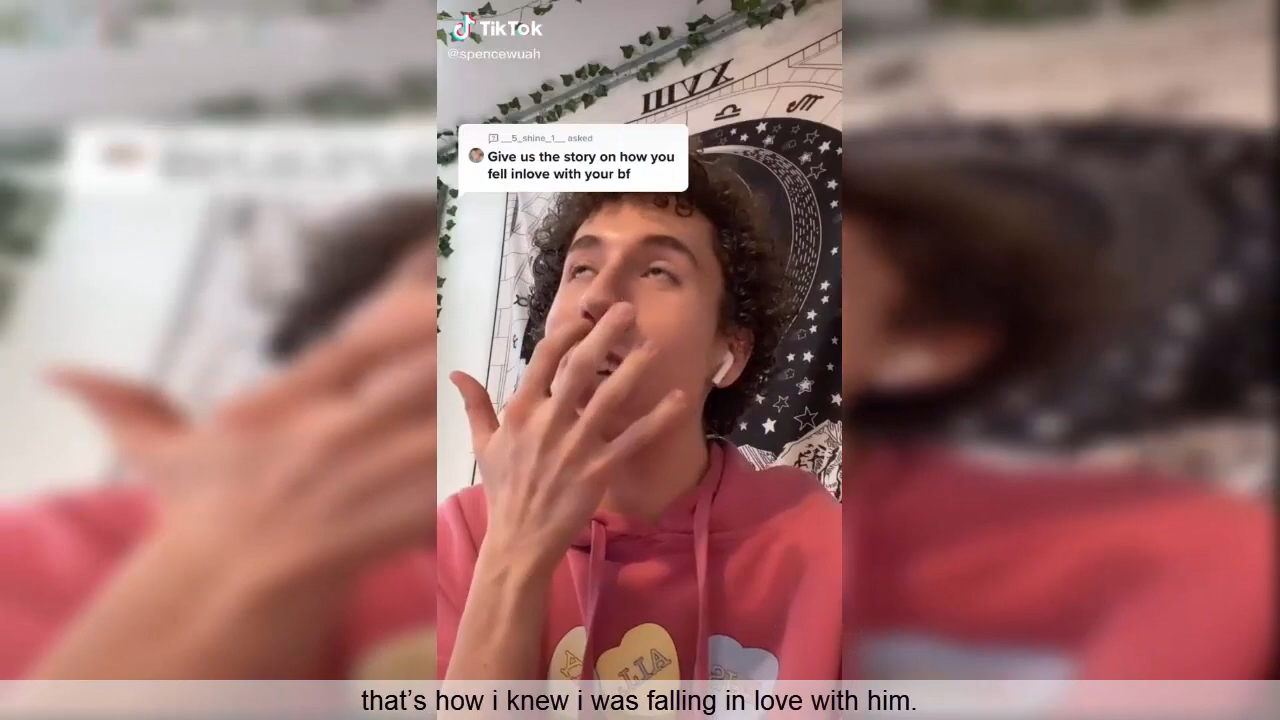 TikTok
@spencewuah
XVIII
__5_shine_1__ asked
Give us the story on how you
fell inlove with your bf
that's how i knew i was falling in love with him.